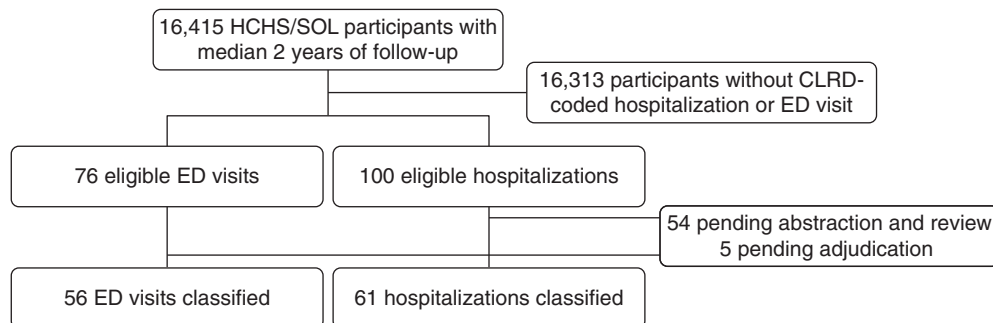 16,415 HCHS/SOL participants with
median 2 years of follow-up
16,313 participants without CLRD-
coded hospitalization or ED visit
76 eligible ED visits
100 eligible hospitalizations
54 pending abstraction and review
5 pending adjudication
56 ED visits classified
61 hospitalizations classified